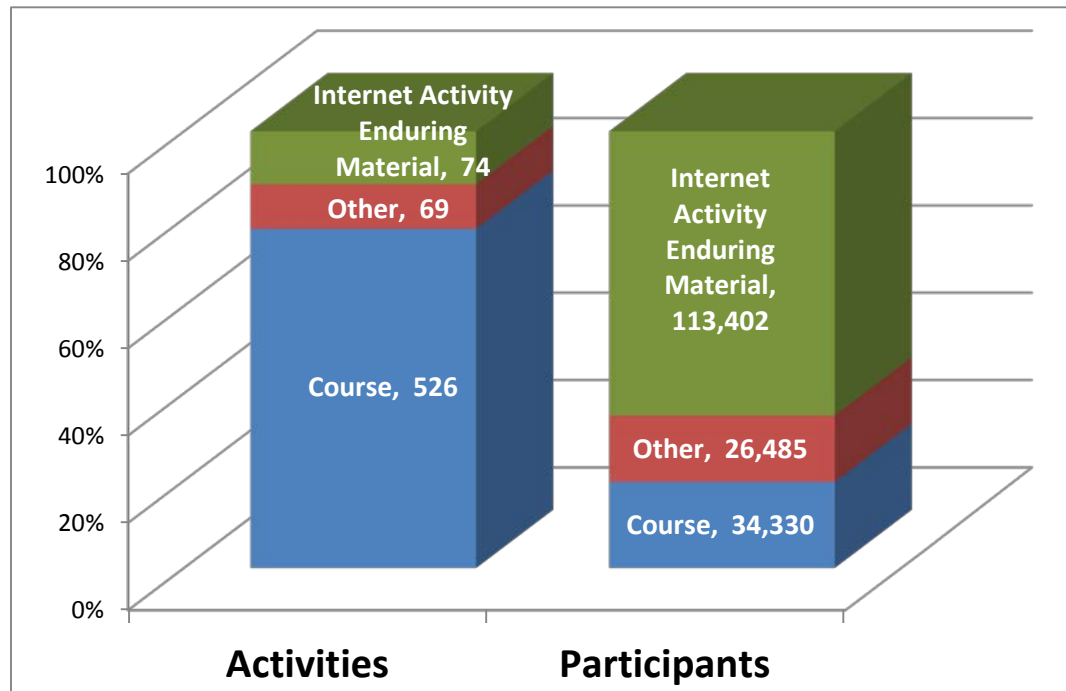 100%
80%
60%
40%
20%
0%
Internet Activity
Enduring
Material, 74
Other, 69
Course, 526
Internet
Activity
Enduring
Material,
113,402
Other, 26,485
Course, 34,330
Activities
Participants